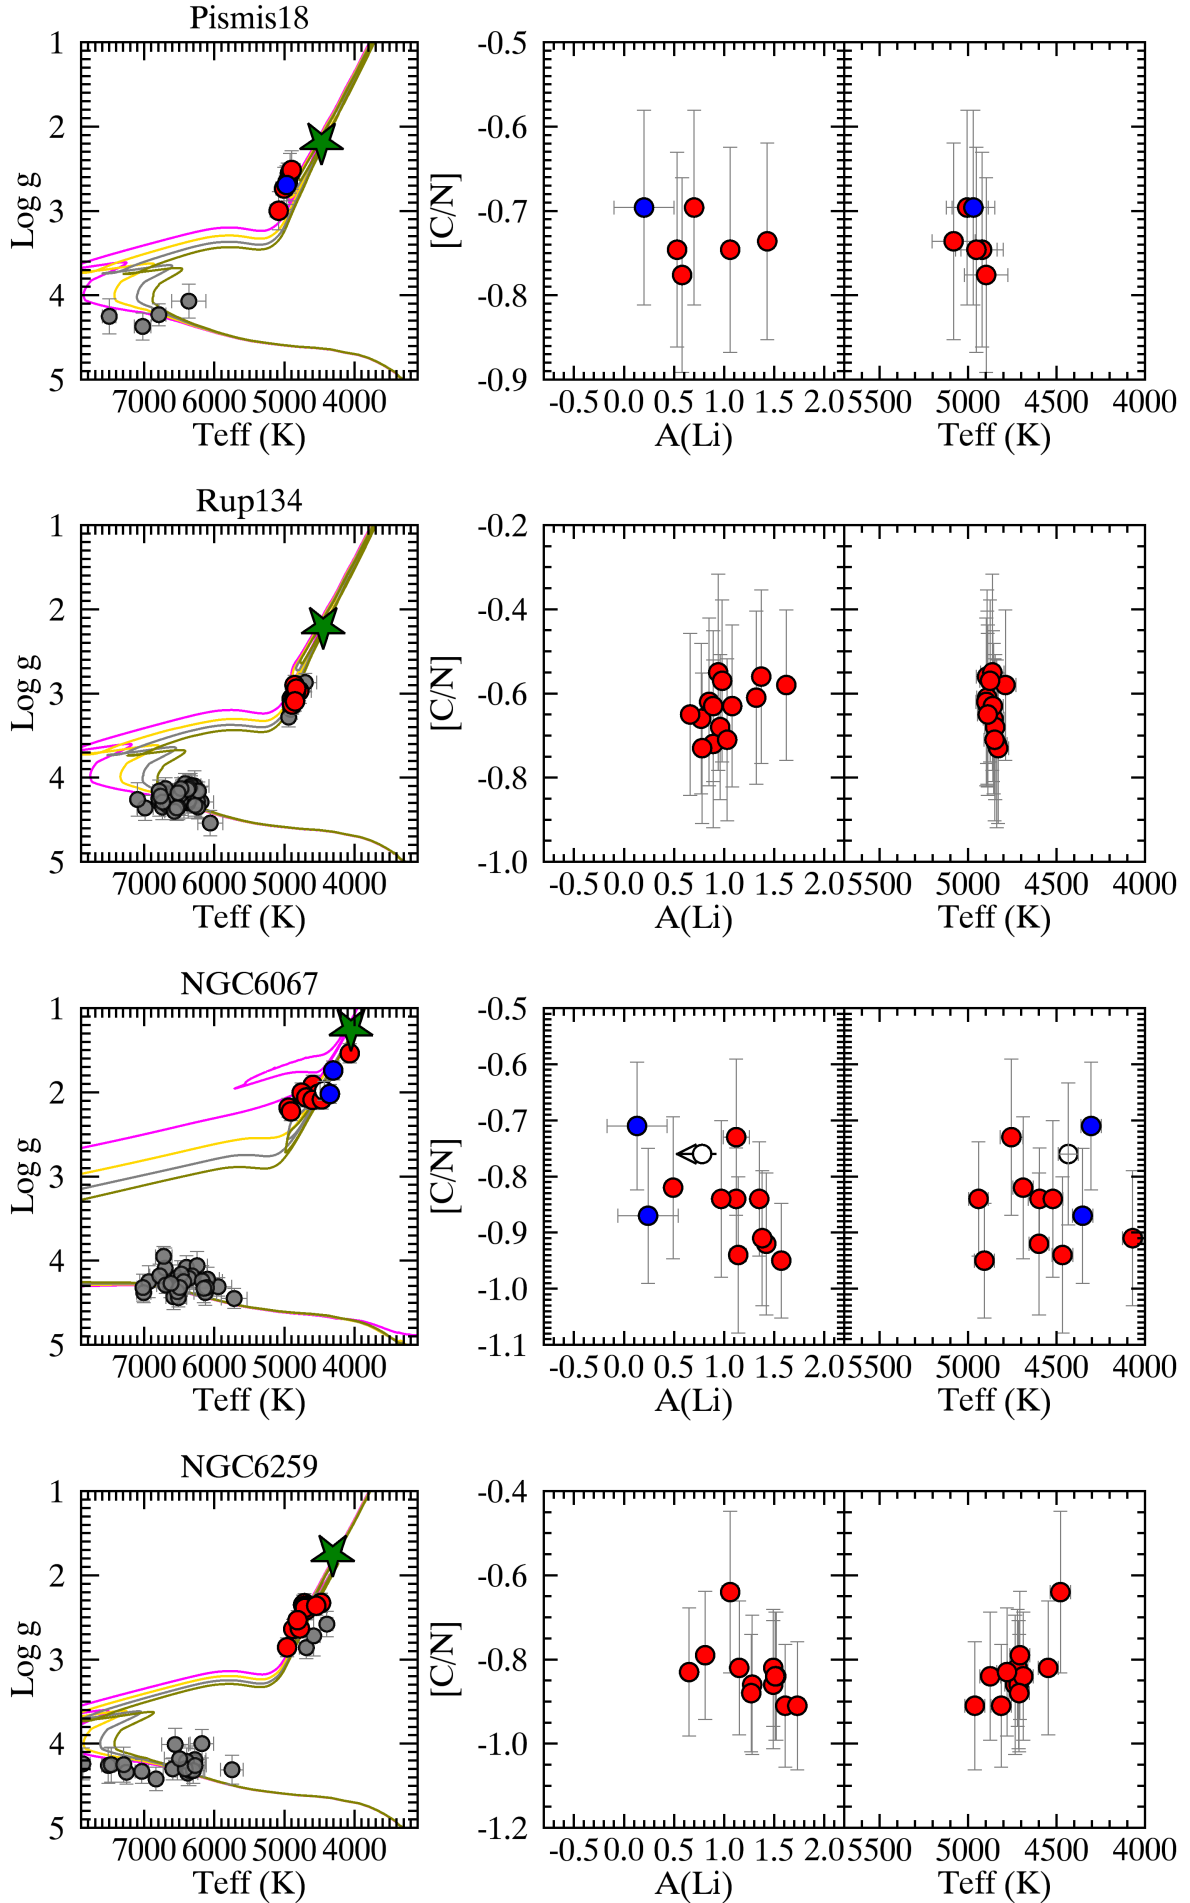 Pismis18
1
2
3
4
5
Log g
7000 6000 5000 4000
Teff (K)
-0.5
-0.6
-0.7
-0.8
-0.9
[C/N]
-0.5 0.0 0.5 1.0 1.5 2.0
A(Li)
5500 5000 4500 4000
Teff (K)
Rup134
1
2
3
4
5
Log g
7000 6000 5000 4000
Teff (K)
-0.2
-0.4
-0.6
-0.8
-1.0
[C/N]
-0.5 0.0 0.5 1.0 1.5 2.0
A(Li)
5500 5000 4500 4000
Teff (K)
NGC6067
1
2
3
4
5
Log g
7000 6000 5000 4000
Teff (K)
-0.5
-0.6
-0.7
-0.8
-0.9
-1.0
-1.1
[C/N]
-0.5 0.0 0.5 1.0 1.5 2.0
A(Li)
5500 5000 4500 4000
Teff (K)
NGC6259
1
2
3
4
5
Log g
7000 6000 5000 4000
Teff (K)
-0.4
-0.6
-0.8
-1.0
-1.2
[C/N]
-0.5 0.0 0.5 1.0 1.5 2.0
A(Li)
5500 5000 4500 4000
Teff (K)